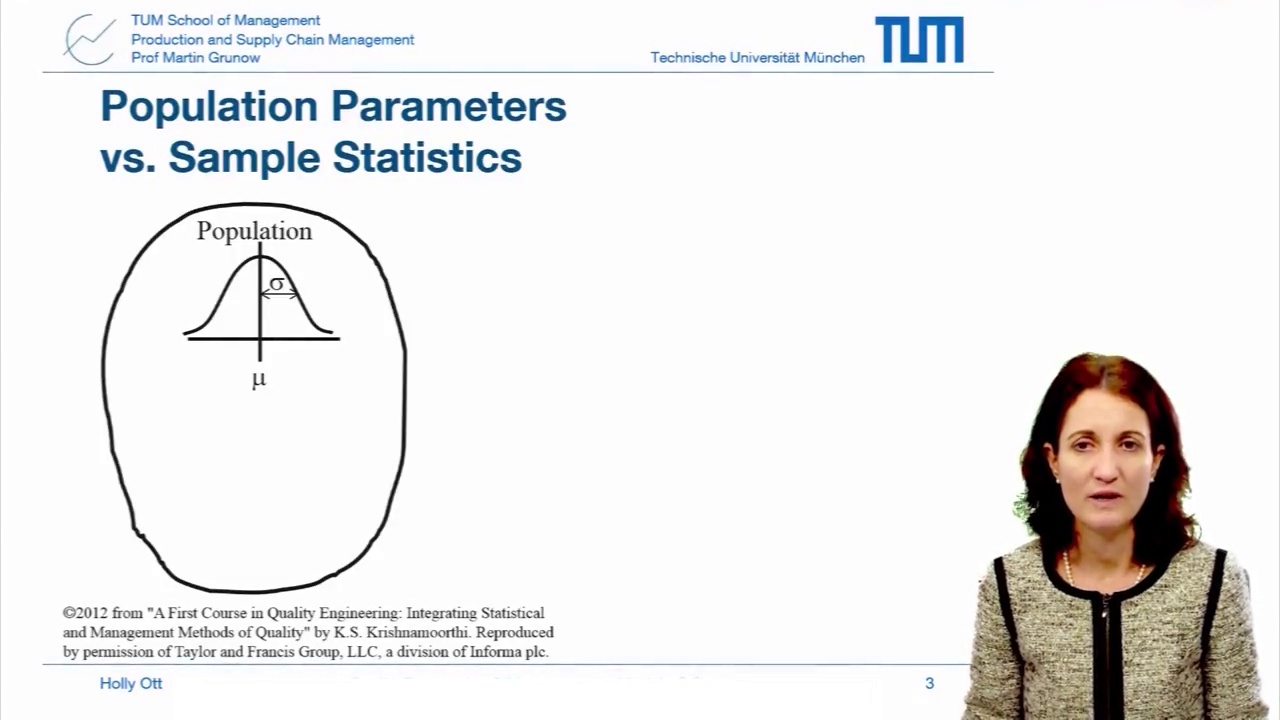 TUM School of Management
Production and Supply Chain Management
Prof Martin Grunow
Technische Universität München
TUM
Population Parameters
vs. Sample Statistics
Population
σ
μ
©2012 from "A First Course in Quality Engineering: Integrating Statistical
and Management Methods of Quality" by K.S. Krishnamoorthi. Reproduced
by permission of Taylor and Francis Group, LLC, a division of Informa plc.
Holly Ott
3